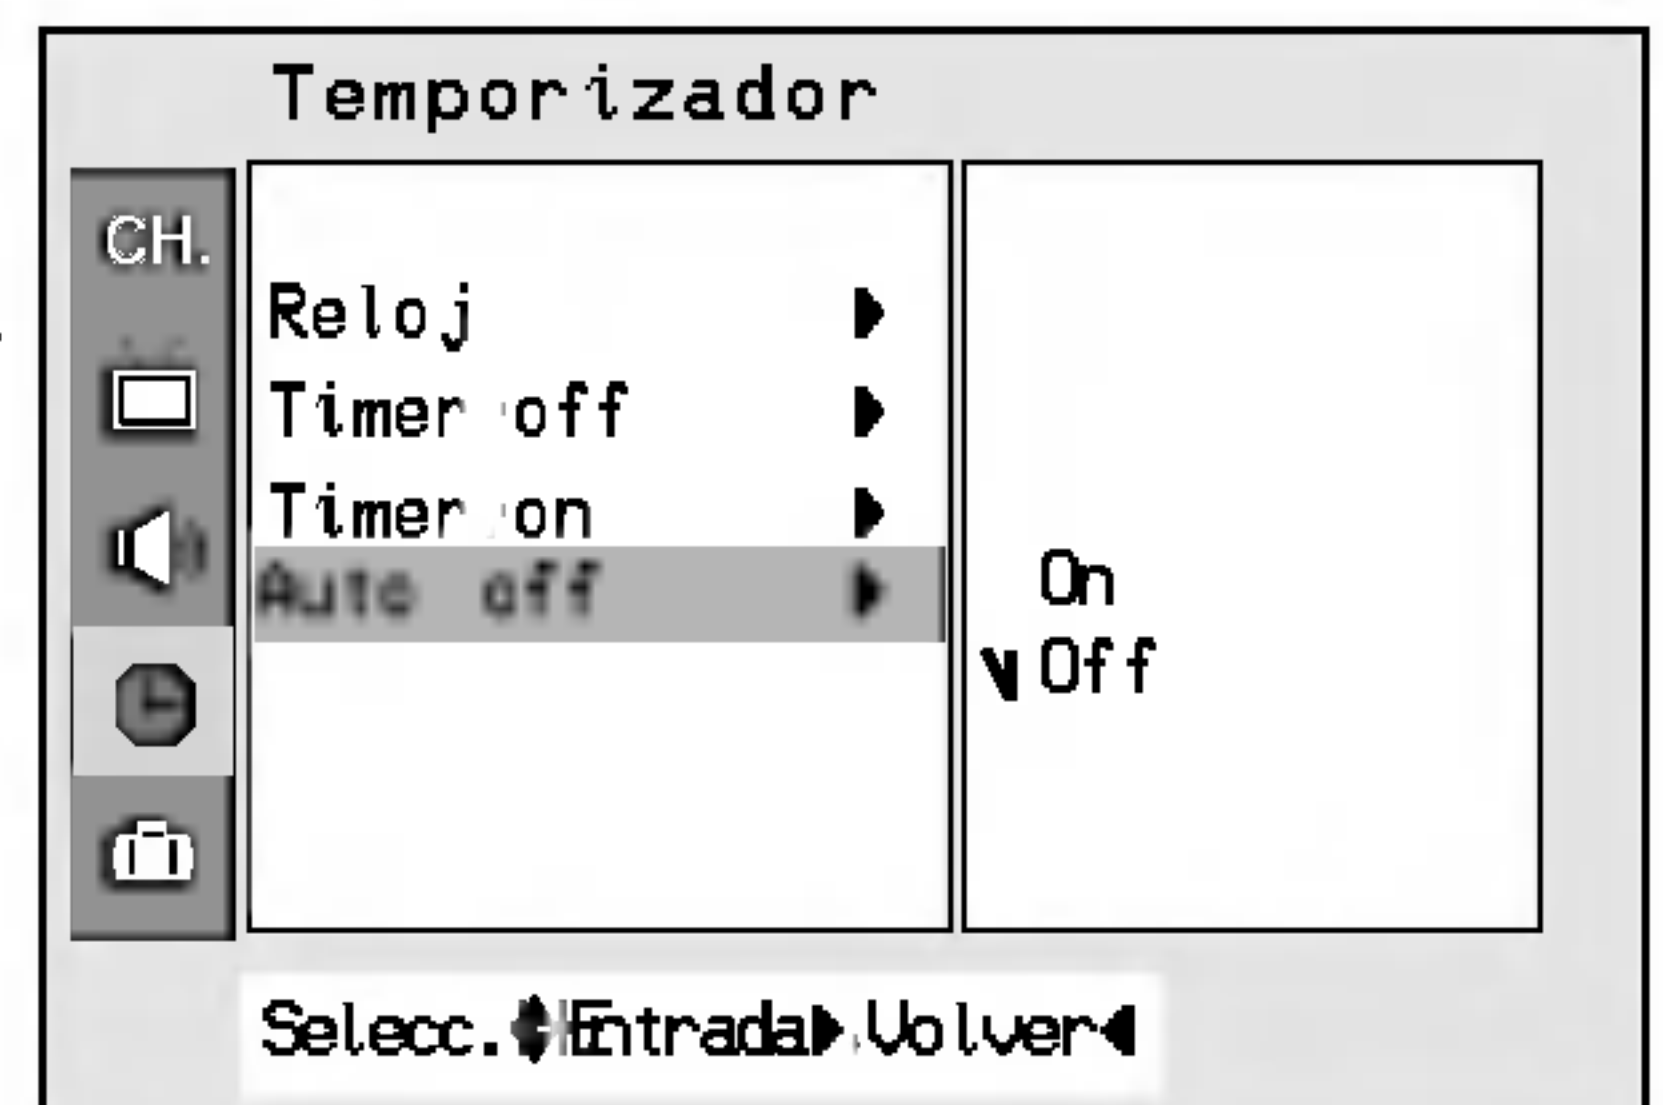 Temporizador
CH.
Reloj
Timer off
Timer on
Auto off
On
Off
Selecc. Entrada Volver